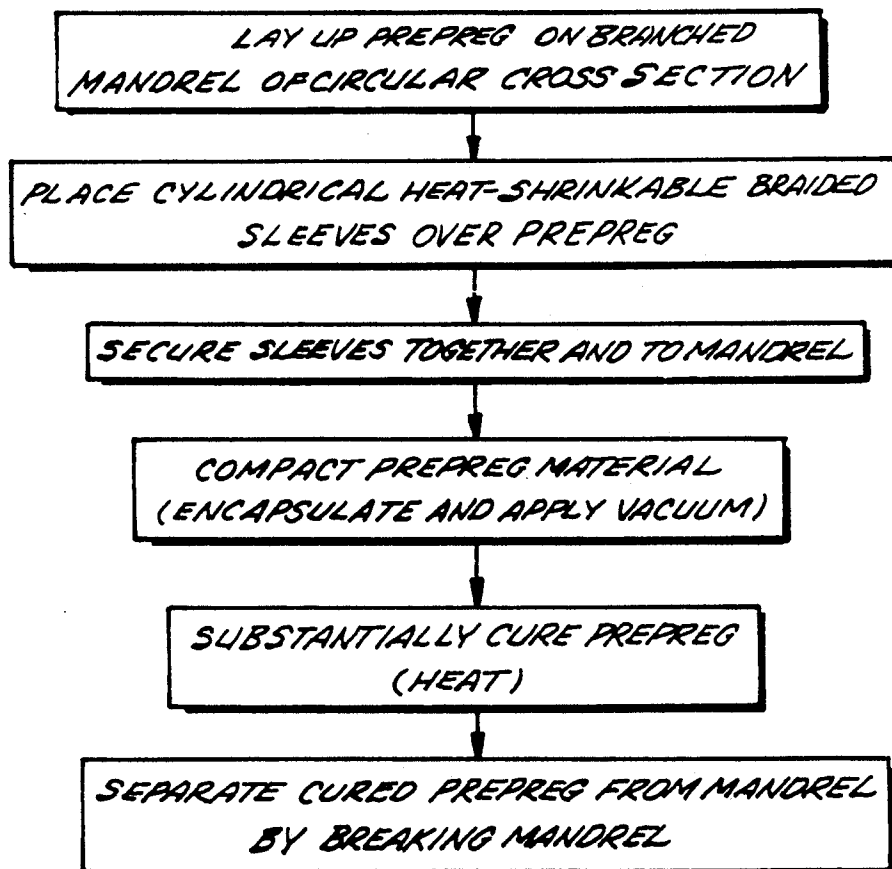 LAY UP PREPREG ON BRANCHED
MANDREL OF CIRCULAR CROSS SECTION
PLACE CYLINDRICAL HEAT-SHRINKABLE BRAIDED
SLEEVES OVER PREPREG
SECURE SLEEVES TOGETHER AND TO MANDREL
COMPACT PREPREG MATERIAL
(ENCAPSULATE AND APPLY VACUUM)
SUBSTANTIALLY CURE PREPREG
(HEAT)
SEPARATE CURED PREPREG FROM MANDREL
BY BREAKING MANDREL